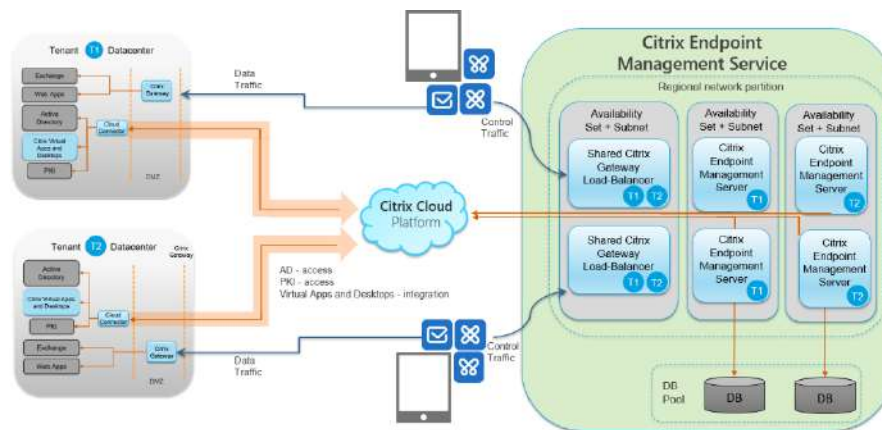 Tenant T1 Datacenter
Exchange
Web Apps
Active
Directory
Citrix Virtual
Apps and
Desktops
PKI
Citrix
Gateway
Cloud
Connector
DMZ
Data
Traffic
Control
Traffic
Tenant T2 Datacenter
Citrix
Gateway
Active
Directory
Citrix Virtual Apps
and Desktops
PKI
Cloud
Connector
Exchange
Web Apps
Citrix
Gateway
DMZ
Data
Traffic
Control
Traffic
Citrix Cloud
Platform
AD - access
PKI - access
Virtual Apps and Desktops - integration
Citrix Endpoint
Management Service
Regional network partition
Availability
Set + Subnet
Shared Citrix
Gateway
Load-Balancer
T1 T2
Shared Citrix
Gateway
Load-Balancer
T1 T2
Availability
Set + Subnet
Citrix
Endpoint
Management
Server
T1
Citrix
Endpoint
Management
Server
T1
Availability
Set + Subnet
Citrix
Endpoint
Management
Server
T2
Citrix
Endpoint
Management
Server
T2
DB
Pool
DB
DB